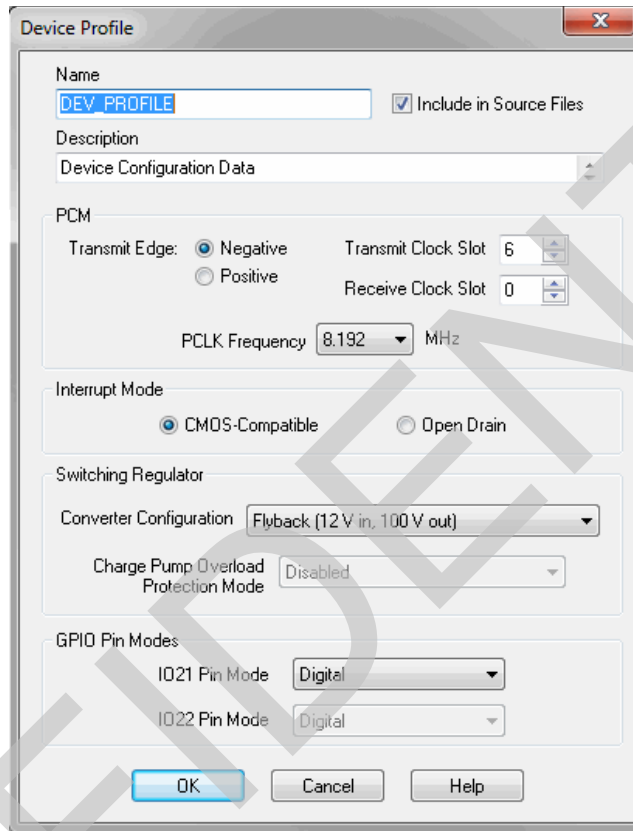 Device Profile
Name
DEV_PROFILE
Include in Source Files
Description
Device Configuration Data
PCM
Transmit Edge: Negative Transmit Clock Slot 6
Positive
Receive Clock Slot 0
PCLK Frequency 8.192 MHz
Interrupt Mode
CMOS-Compatible Open Drain
Switching Regulator
Converter Configuration Flyback (12 V in, 100 V out)
Charge Pump Overload
Protection Mode Disabled
GPIO Pin Modes
IO21 Pin Mode Digital
IO22 Pin Mode Digital
OK Cancel Help
FIDENT